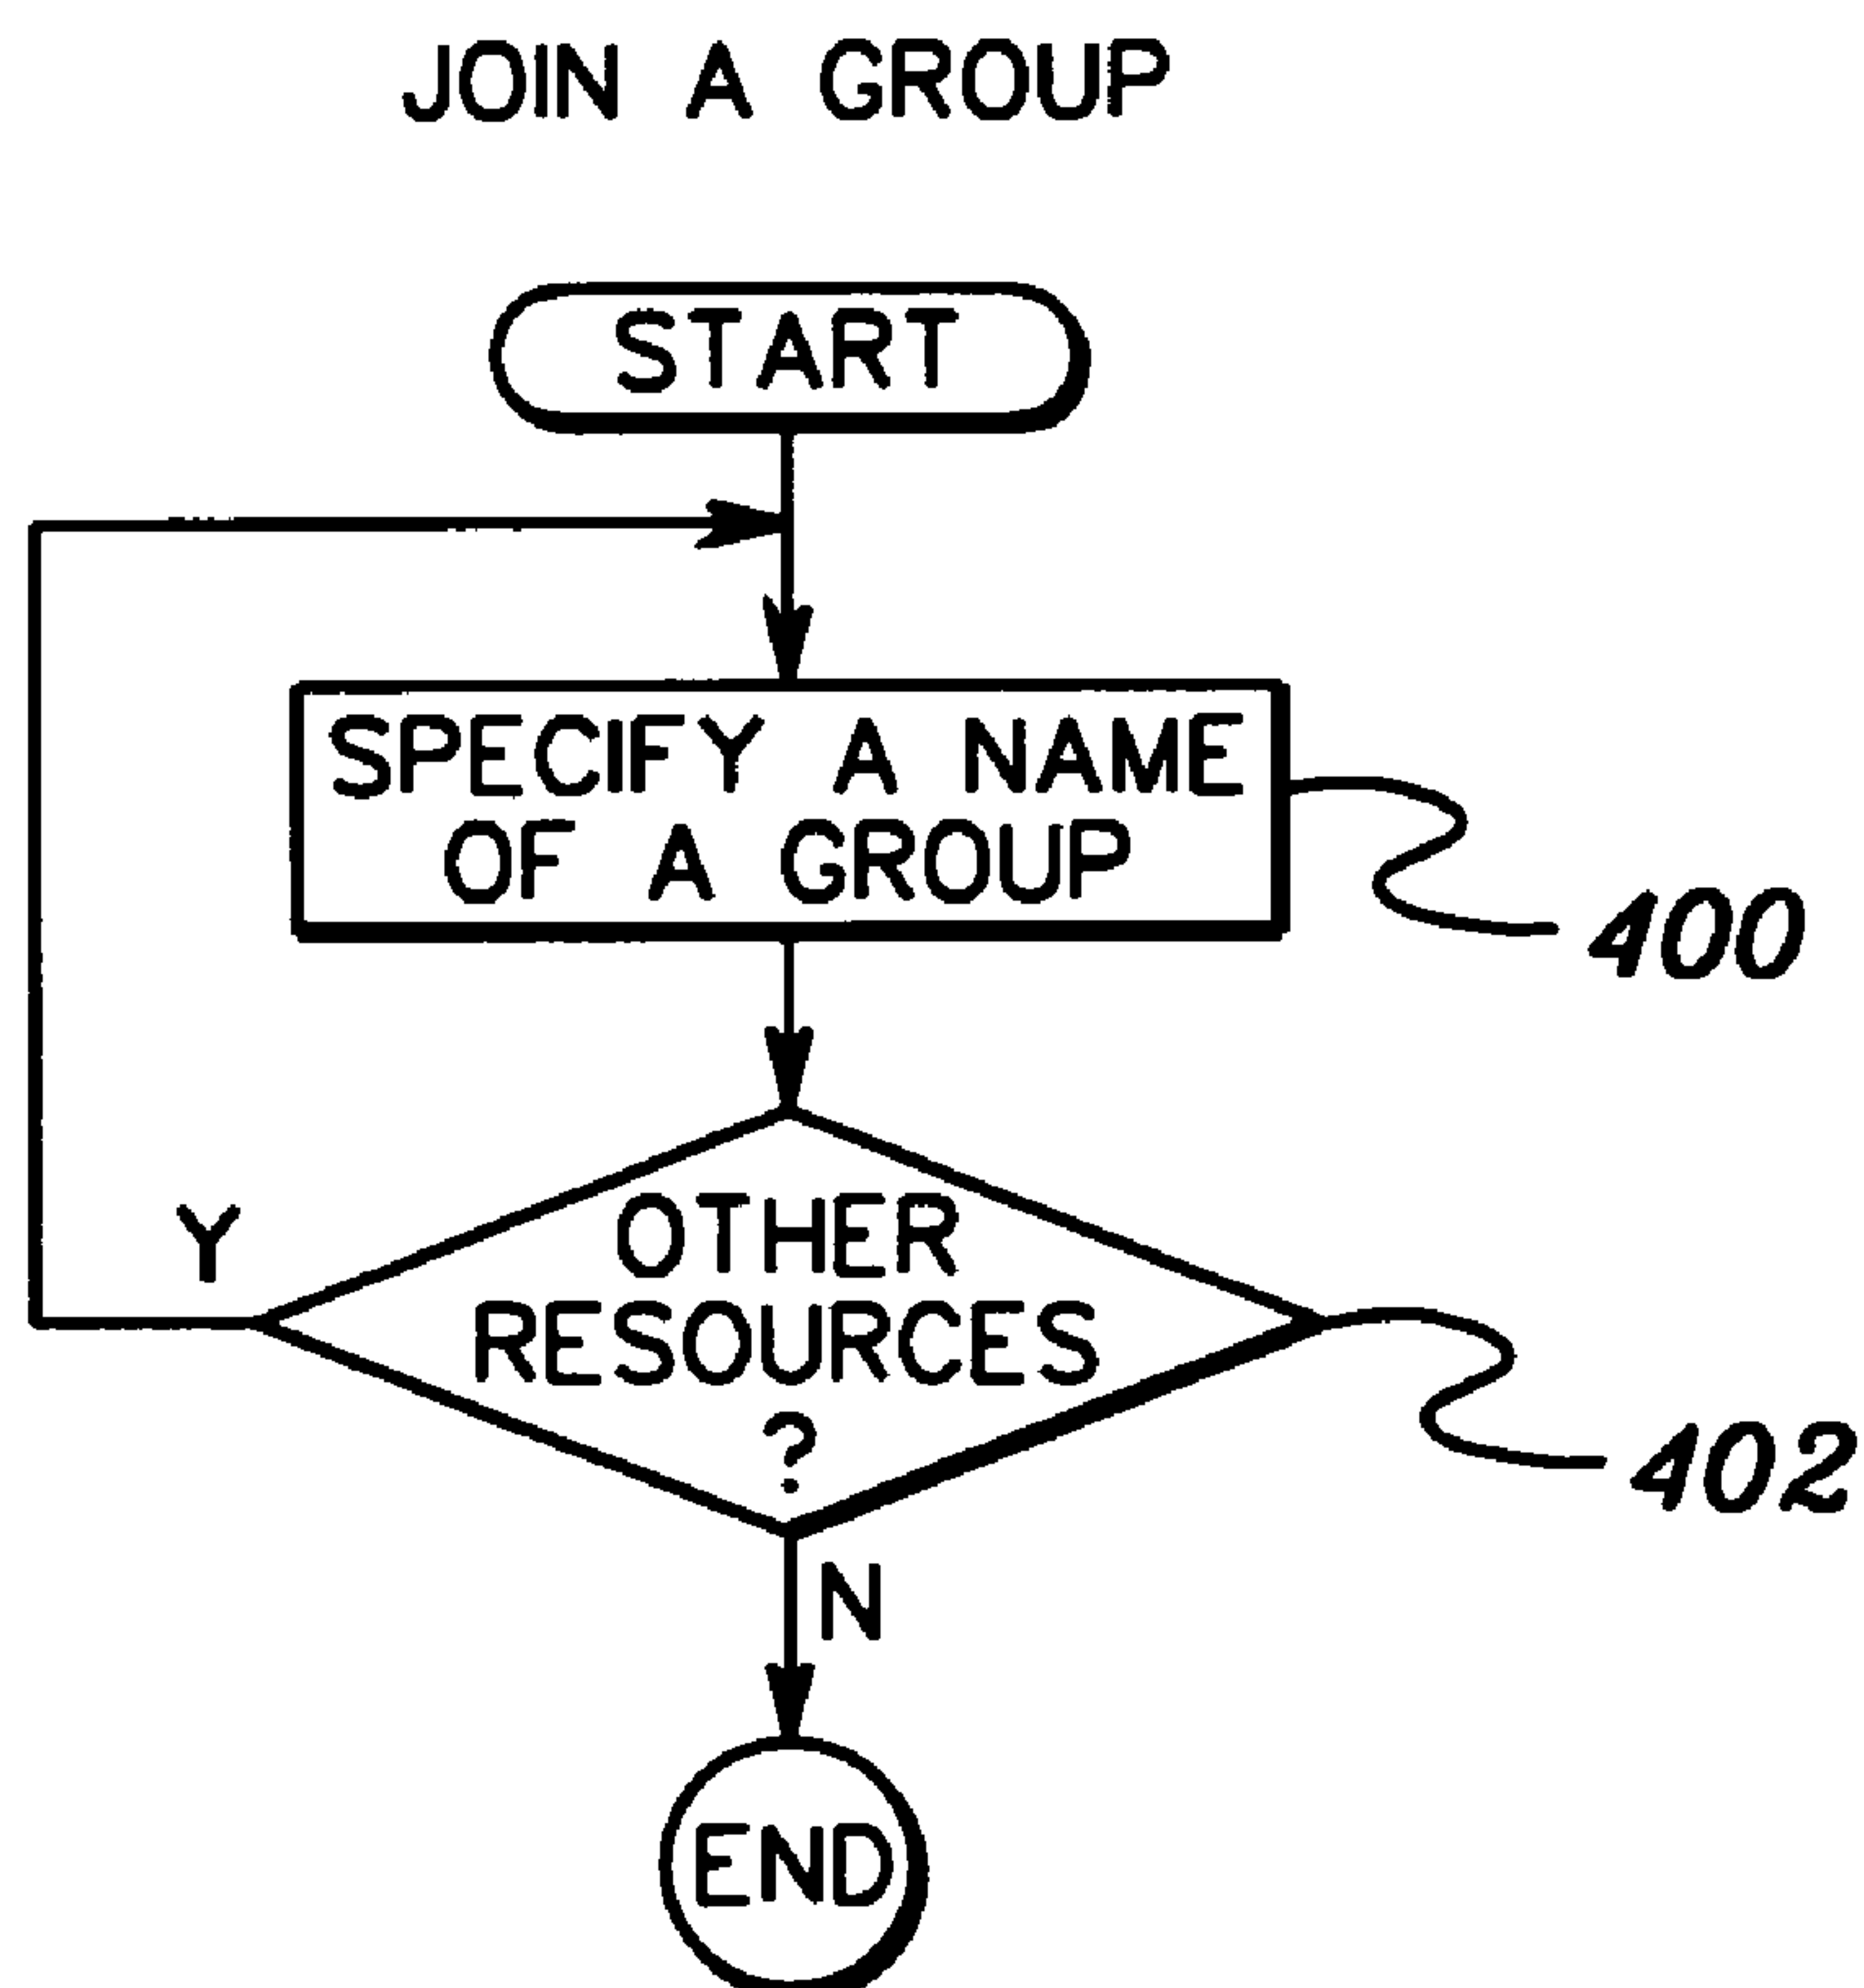 JOIN A GROUP
START
SPECIFY A NAME
OF A GROUP
400
Y
OTHER
RESOURCES
?
402
N
END